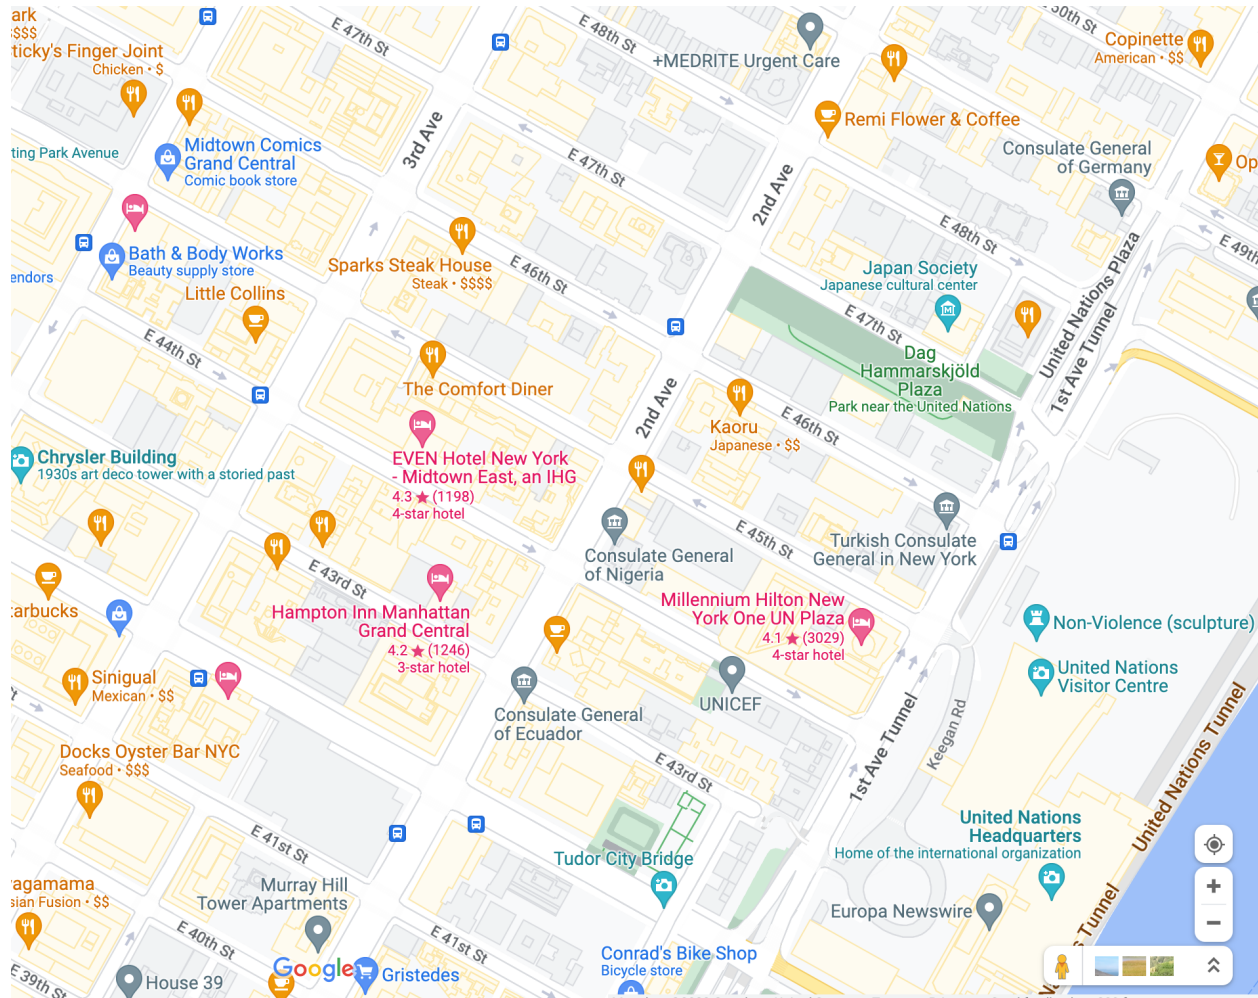 ark
$$$$
ticky's Finger Joint
Chicken • $
E 47th St
E 48th St
+MEDRITE Urgent Care
E 50th St
Copinette
American • $$
Remi Flower & Coffee
3rd Ave
Midtown Comics
Grand Central
Comic book store
ting Park Avenue
E 47th St
2nd Ave
Consulate General
of Germany
Op
E 48th St
E 49th
Bath & Body Works
Beauty supply store
endors
Little Collins
Sparks Steak House
Steak • $$$$
E 46th St
Japan Society
Japanese cultural center
United Nations Plaza
1st Ave Tunnel
E 47th St
E 44th St
The Comfort Diner
2nd Ave
Dag
Hammarskjöld
Plaza
Park near the United Nations
Kaoru
Japanese • $$
E 46th St
Chrysler Building
1930s art deco tower with a storied past
EVEN Hotel New York
- Midtown East, an IHG
4.3 ★ (1198)
4-star hotel
E 45th St
Turkish Consulate
General in New York
Consulate General
of Nigeria
E 43rd St
Hampton Inn Manhattan
Grand Central
4.2 ★ (1246)
3-star hotel
Millennium Hilton New
York One UN Plaza
4.1 ★ (3029)
4-star hotel
tarbucks
Non-Violence (sculpture)
United Nations
Visitor Centre
Sinigual
Mexican • $$
UNICEF
Consulate General
of Ecuador
1st Ave Tunnel
Keegan Rd
United Nations Tunnel
Docks Oyster Bar NYC
Seafood • $$$
E 43rd St
E 41st St
United Nations
Headquarters
Home of the international organization
Tudor City Bridge
Murray Hill
Tower Apartments
agamama
sian Fusion • $$
E 40th St
E 41st St
Europa Newswire
Conrad's Bike Shop
Bicycle store
E 39th St
House 39
Google
Gristedes
s Tunnel